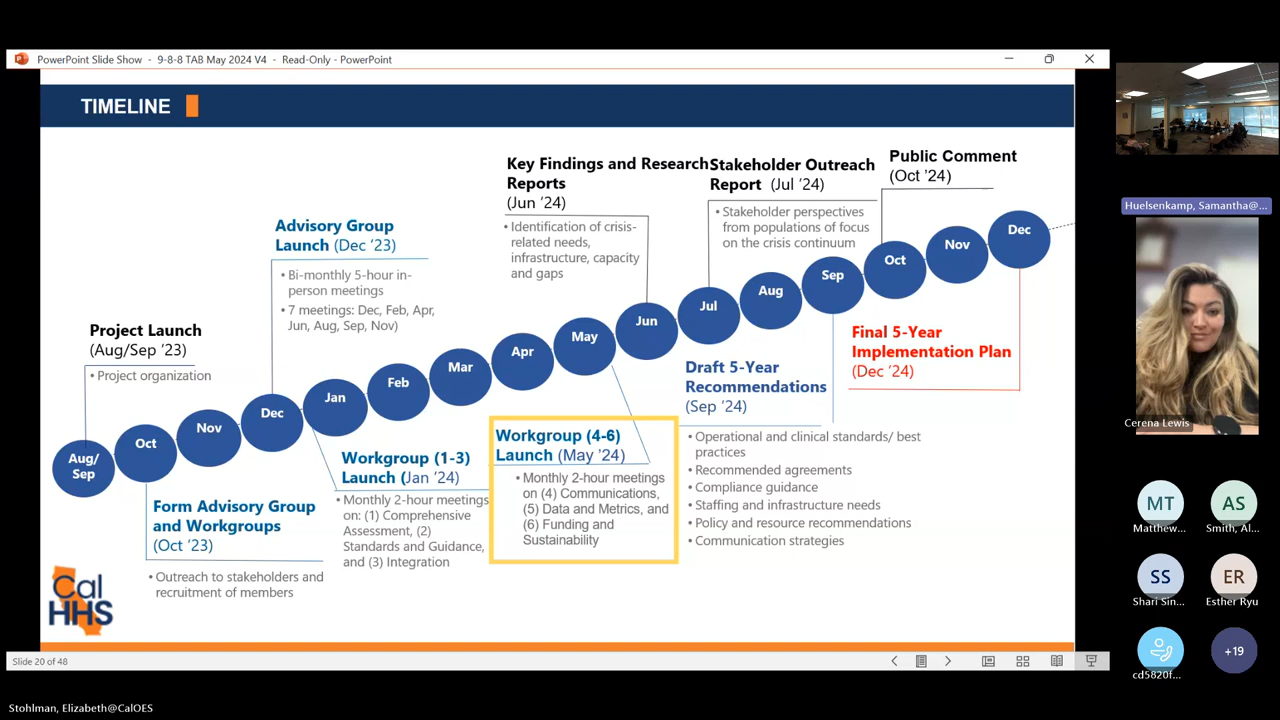 PowerPoint Slide Show - 9-8-8 TAB May 2024 V4 - Read-Only - PowerPoint
TIMELINE
Project Launch
(Aug/Sep ’23)
• Project organization
Advisory Group
Launch (Dec ’23)
• Bi-monthly 5-hour in-
person meetings
• 7 meetings: Dec, Feb, Apr,
Jun, Aug, Sep, Nov)
Key Findings and Research
Reports
(Jun ’24)
• Identification of crisis-
related needs,
infrastructure, capacity
and gaps
Stakeholder Outreach
Report (Jul ’24)
• Stakeholder perspectives
from populations of focus
on the crisis continuum
Public Comment
(Oct ’24)
Aug/
Sep
Oct
Nov
Dec
Jan
Feb
Mar
Apr
May
Jun
Jul
Aug
Sep
Oct
Nov
Dec
Form Advisory Group
and Workgroups
(Oct ’23)
• Outreach to stakeholders and
recruitment of members
Workgroup (1-3)
Launch (Jan ’24)
• Monthly 2-hour meetings
on: (1) Comprehensive
Assessment, (2)
Standards and Guidance,
and (3) Integration
Workgroup (4-6)
Launch (May ’24)
• Monthly 2-hour meetings
on (4) Communications,
(5) Data and Metrics, and
(6) Funding and
Sustainability
Draft 5-Year
Recommendations
(Sep ’24)
• Operational and clinical standards/ best
practices
• Recommended agreements
• Compliance guidance
• Staffing and infrastructure needs
• Policy and resource recommendations
• Communication strategies
Final 5-Year
Implementation Plan
(Dec ’24)
Cal
HHS
Slide 20 of 48
Huelsenkamp, Samantha@...
Cerena Lewis
MT
Matthew...
AS
Smith, Al...
SS
Shari Sin...
ER
Esther Ryu
cd5820f...
+19
Stohlman, Elizabeth@CalOES